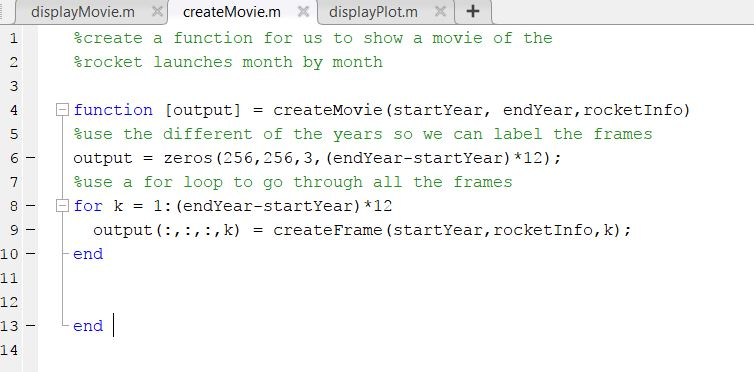 displayMovie.m × createMovie.m × displayPlot.m × +
1 %create a function for us to show a movie of the
2 %rocket launches month by month
3
4 function [output] = createMovie(startYear, endYear,rocketInfo)
5 %use the different of the years so we can label the frames
6 – output = zeros(256,256,3,(endYear-startYear)*12);
7 %use a for loop to go through all the frames
8 – for k = 1:(endYear-startYear)*12
9 – output(:,:,:,k) = createFrame(startYear,rocketInfo,k);
10 – end
11
12
13 – end
14